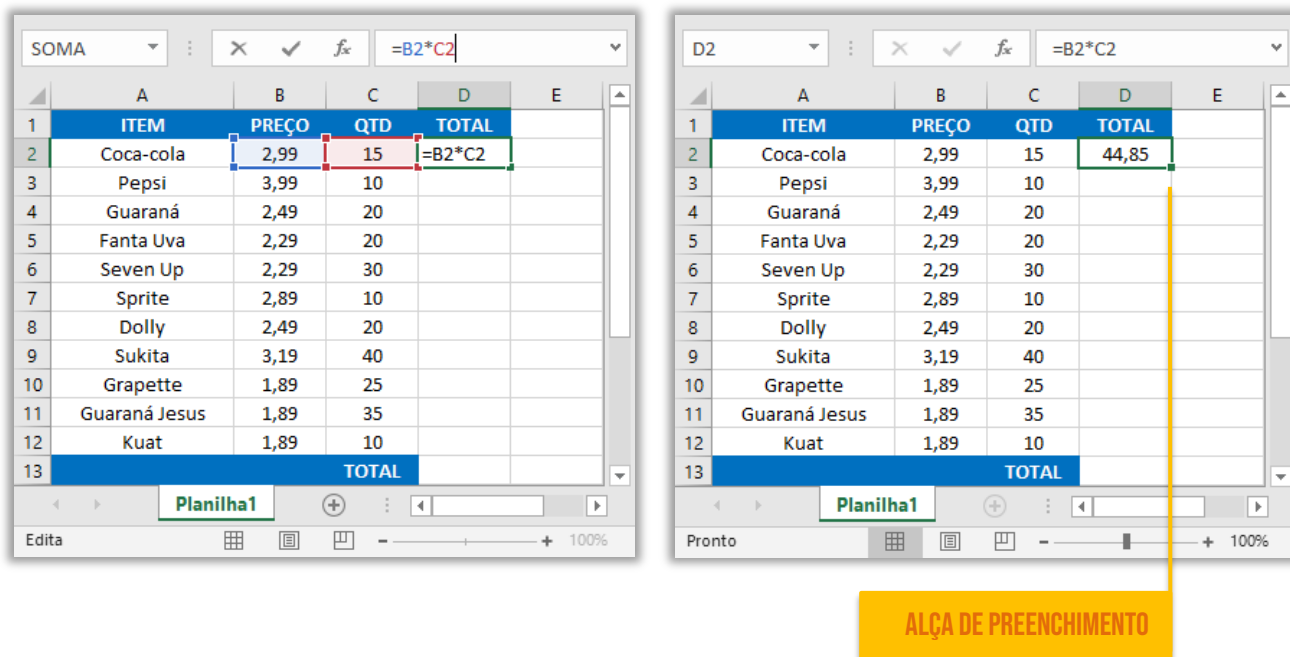 SOMA =B2*C2
A B C D E
1 ITEM PREÇO QTD TOTAL
2 Coca-cola 2,99 15 =B2*C2
3 Pepsi 3,99 10
4 Guaraná 2,49 20
5 Fanta Uva 2,29 20
6 Seven Up 2,29 30
7 Sprite 2,89 10
8 Dolly 2,49 20
9 Sukita 3,19 40
10 Grapette 1,89 25
11 Guaraná Jesus 1,89 35
12 Kuat 1,89 10
13 TOTAL
Planilha1
Edita 100%
D2 fx =B2*C2
A B C D E
1 ITEM PREÇO QTD TOTAL
2 Coca-cola 2,99 15 44,85
3 Pepsi 3,99 10
4 Guaraná 2,49 20
5 Fanta Uva 2,29 20
6 Seven Up 2,29 30
7 Sprite 2,89 10
8 Dolly 2,49 20
9 Sukita 3,19 40
10 Grapette 1,89 25
11 Guaraná Jesus 1,89 35
12 Kuat 1,89 10
13 TOTAL
Planilha1
Pronto 100%
ALÇA DE PREENCHIMENTO